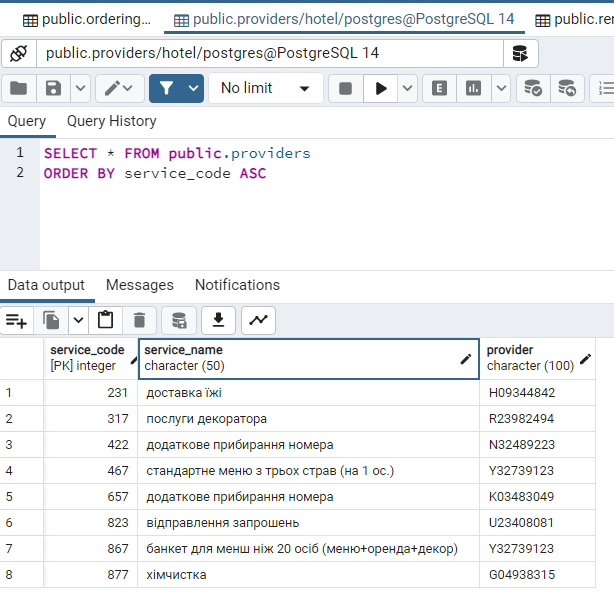 public.ordering... public.providers/hotel/postgres@PostgreSQL 14 public.re
public.providers/hotel/postgres@PostgreSQL 14
No limit E
Query Query History
1 SELECT * FROM public.providers
2 ORDER BY service_code ASC
Data output Messages Notifications
service_code service_name provider
[PK] integer character (50) character (100)
1 231 доставка їжі H09344842
2 317 послуги декоратора R23982494
3 422 додаткове прибирання номера N32489223
4 467 стандартне меню з трьох страв (на 1 ос.) Y32739123
5 657 додаткове прибирання номера K03483049
6 823 відправлення запрошень U23408081
7 867 банкет для менш ніж 20 осіб (меню+оренда+декор) Y32739123
8 877 хімчистка G04938315